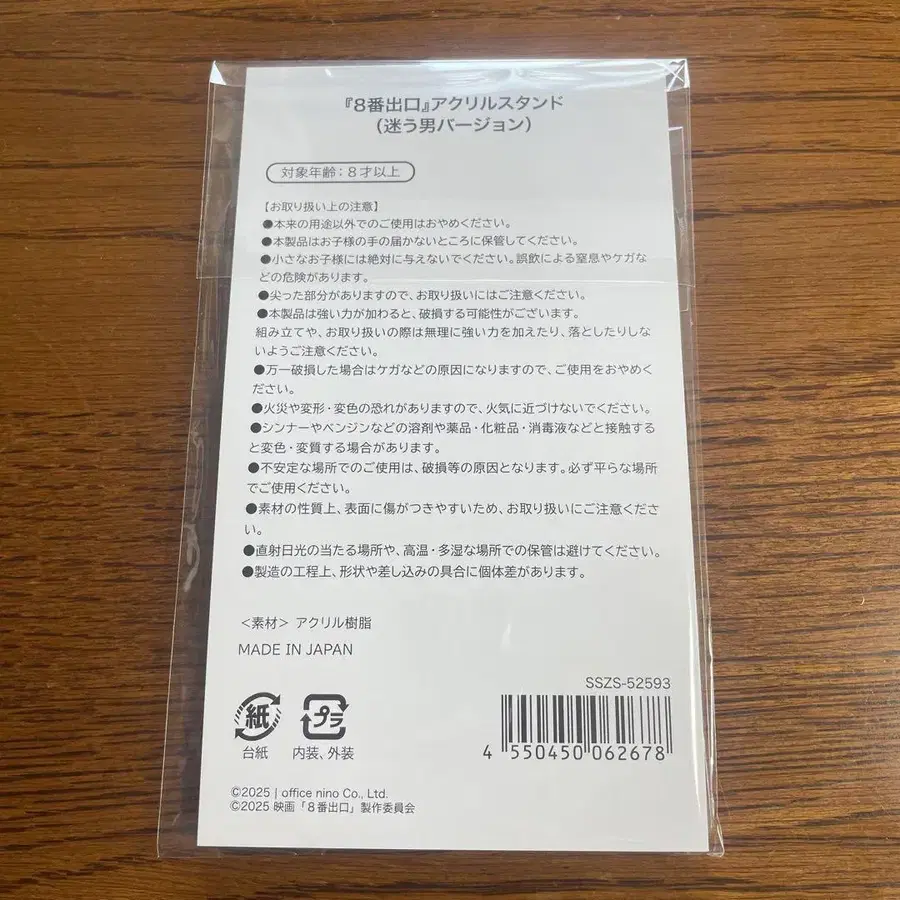 『8番出口』アクリルスタンド
（迷う男バージョン）
対象年齢：8才以上
【お取り扱い上の注意】
●本来の用途以外でのご使用はおやめください。
●本製品はお子様の手の届かないところに保管してください。
●小さなお子様には絶対に与えないでください。誤飲による窒息やケガな
どの危険があります。
●尖った部分がありますので、お取り扱いにはご注意ください。
●本製品は強い力が加わると、破損する可能性がございます。
組み立てや、お取り扱いの際は無理に強い力を加えたり、落としたりしな
いようご注意ください。
●万一破損した場合はケガなどの原因になりますので、ご使用をおやめく
ださい。
●火災や変形・変色の恐れがありますので、火気に近づけないでください。
●シンナーやベンジンなどの溶剤や薬品・化粧品・消毒液などと接触する
と変色・変質する場合があります。
●不安定な場所でのご使用は、破損等の原因となります。必ず平らな場所
でご使用ください。
●素材の性質上、表面に傷がつきやすいため、お取り扱いにご注意くださ
い。
●直射日光の当たる場所や、高温・多湿な場所での保管は避けてください。
●製造の工程上、形状や差し込みの具合に個体差があります。
＜素材＞ アクリル樹脂
MADE IN JAPAN
SSZS-52593
紙
プラ
台紙
内装、外装
4 550450 062678
©2025 | office nino Co., Ltd.
©2025 映画「８番出口」製作委員会